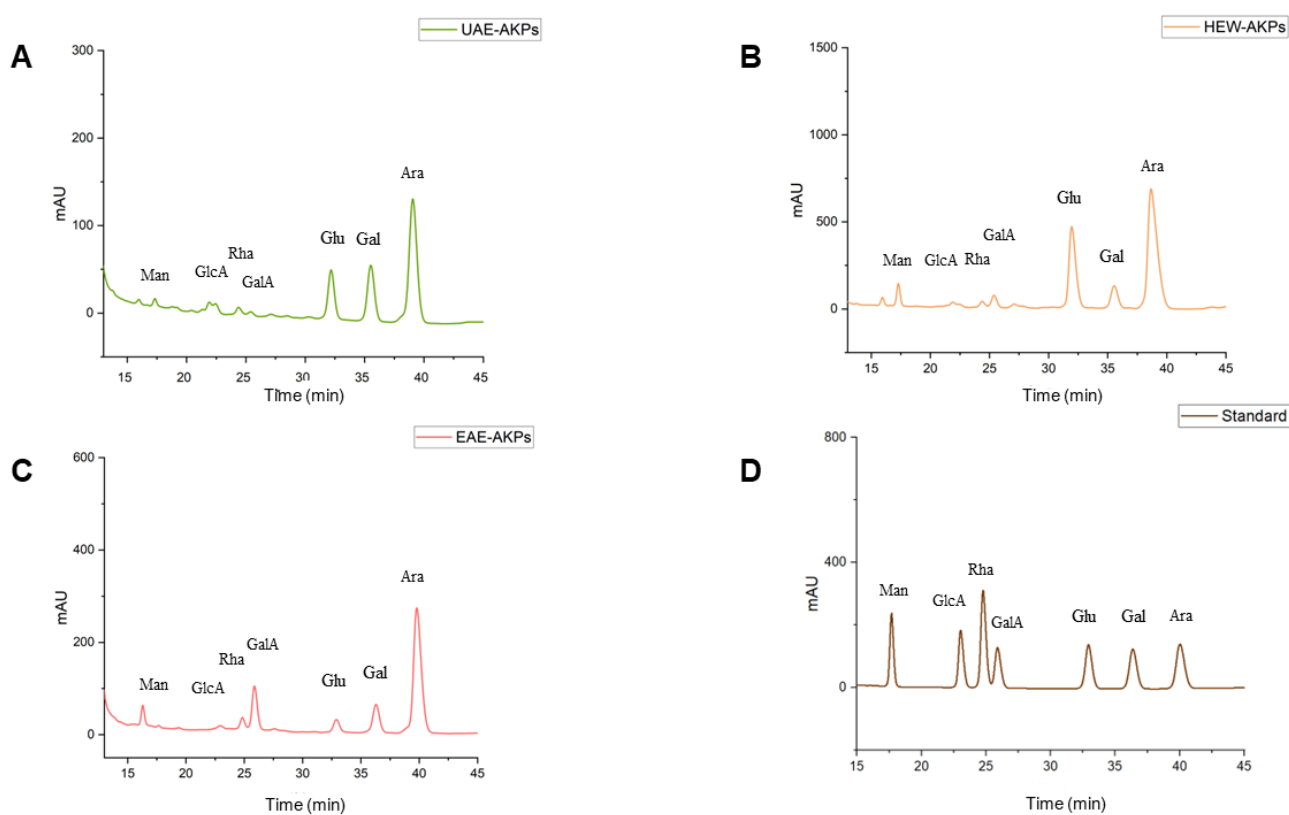 A
UAE-AKPs
300
200
100
0
mAU
Man
GlcA
Rha
GalA
Glu
Gal
Ara
15 20 25 30 35 40 45
Time (min)
B
HEW-AKPs
1500
1000
500
0
mAU
Man
GlcA
Rha
GalA
Glu
Gal
Ara
15 20 25 30 35 40 45
Time (min)
C
EAE-AKPs
600
400
200
0
mAU
Man
GlcA
Rha
GalA
Glu
Gal
Ara
15 20 25 30 35 40 45
Time (min)
D
Standard
800
400
0
mAU
Man
GlcA
Rha
GalA
Glu
Gal
Ara
15 20 25 30 35 40 45
Time (min)